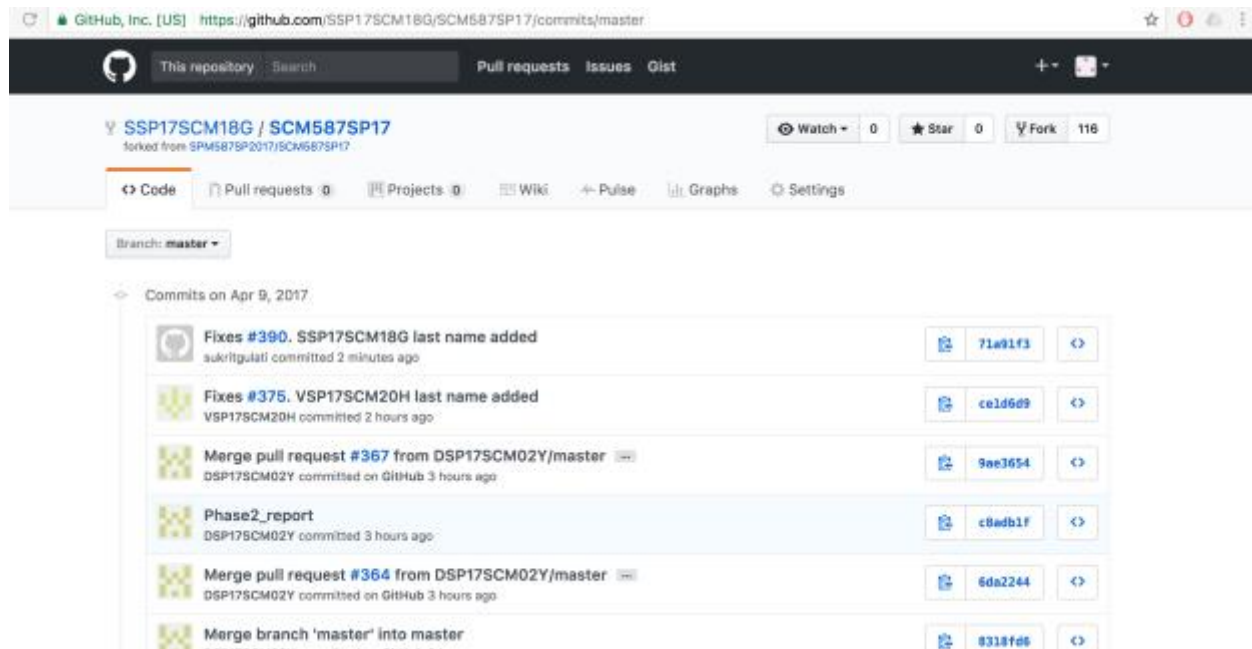 GitHub, Inc. [US] https://github.com/SSP17SCM18G/SCM587SP17/commits/master
This repository Search Pull requests Issues Gist
SSP17SCM18G / SCM587SP17
forked from SPM587SP2017/SCM587SP17
Watch 0 Star 0 Fork 116
Code Pull requests 0 Projects 0 Wiki Pulse Graphs Settings
Branch: master
Commits on Apr 9, 2017
Fixes #390. SSP17SCM18G last name added
sukritgulati committed 2 minutes ago
71a91f3
Fixes #375. VSP17SCM20H last name added
VSP17SCM20H committed 2 hours ago
ce1d6d9
Merge pull request #367 from DSP17SCM02Y/master ...
DSP17SCM02Y committed on GitHub 3 hours ago
9ae3654
Phase2_report
DSP17SCM02Y committed 3 hours ago
c8adb1f
Merge pull request #364 from DSP17SCM02Y/master ...
DSP17SCM02Y committed on GitHub 3 hours ago
6da2244
Merge branch 'master' into master
8318fd6